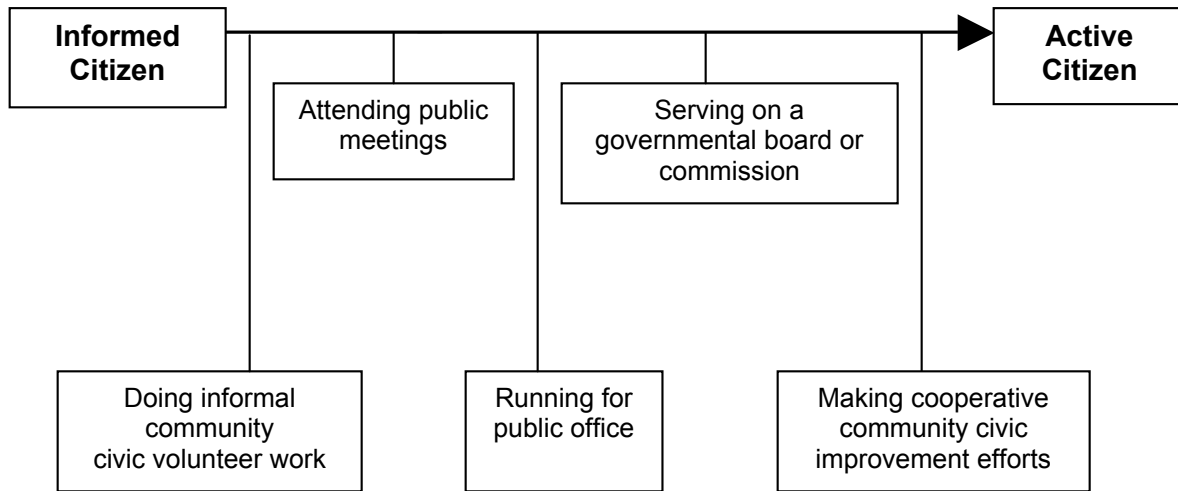 Informed
Citizen
Active
Citizen
Attending public
meetings
Serving on a
governmental board or
commission
Doing informal
community
civic volunteer work
Running for
public office
Making cooperative
community civic
improvement efforts